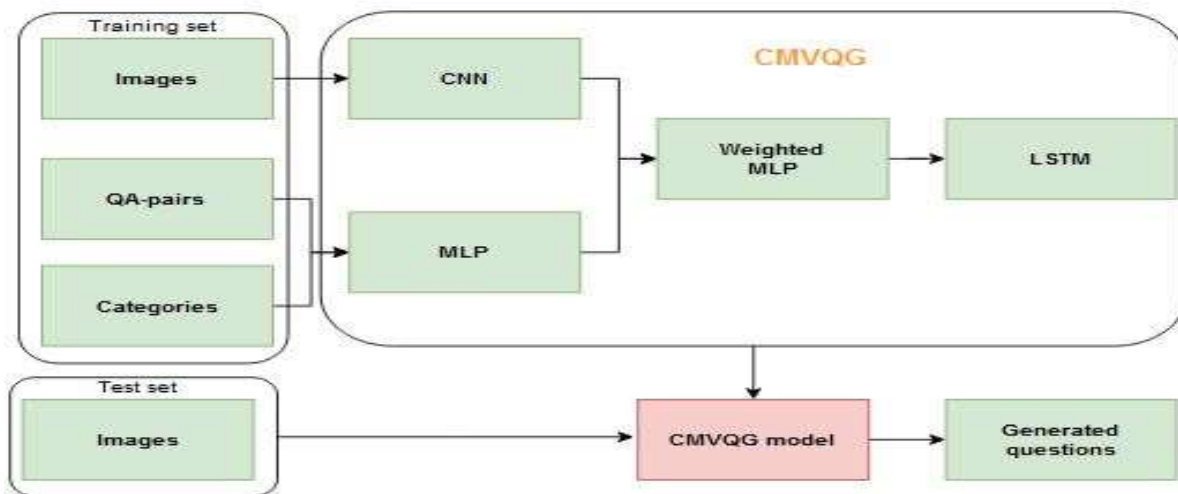 Training set
Images
QA-pairs
Categories
CMVQG
CNN
MLP
Weighted
MLP
LSTM
Test set
Images
CMVQG model
Generated
questions